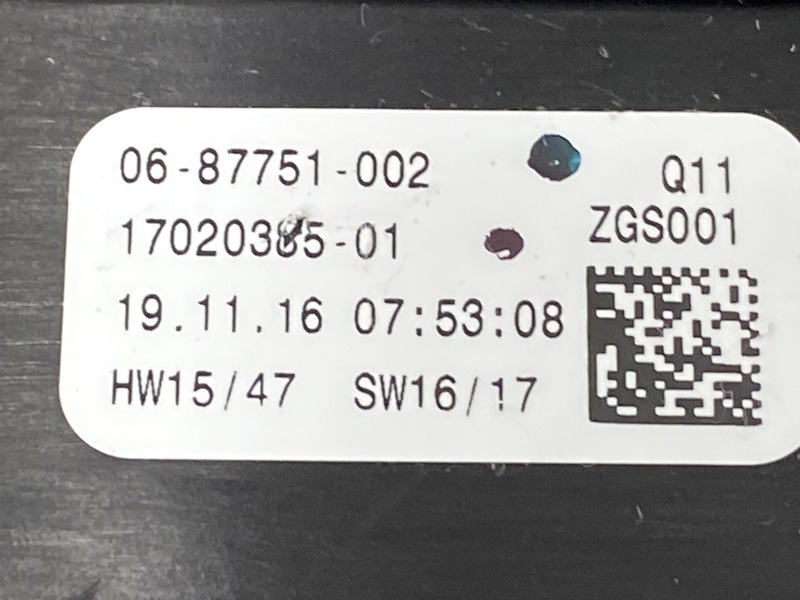 06-87751-002
Q11
17020385-01
ZGS001
19.11.16 07:53:08
HW15/47 SW16/17